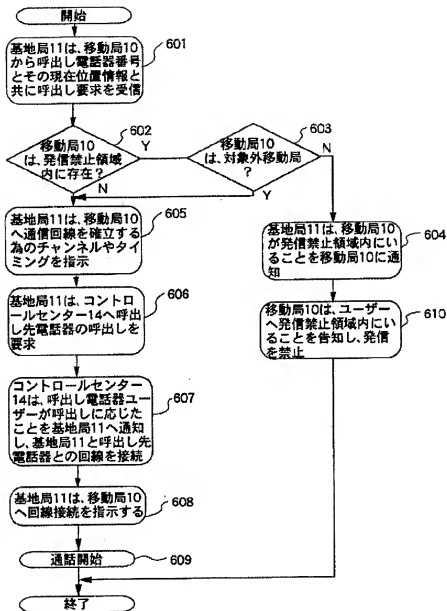 開始
基地局11は、移動局10
から呼出し電話器番号
とその現在位置情報と
共に呼出し要求を受信
601
移動局10
は、発信禁止領域
内に存在?
602
Y
N
移動局10
は、対象外移動局
?
603
N
Y
基地局11は、移動局10
へ通信回線を確立する
為のチャンネルやタイ
ミングを指示
605
基地局11は、移動局10
が発信禁止領域内にい
ることを移動局10に通
知
604
基地局11は、コントロ
ールセンター14へ呼出
し先電話器の呼出しを
要求
606
移動局10は、ユーザー
へ発信禁止領域内にい
ることを告知し、発信
を禁止
610
コントロールセンター
14は、呼出し電話器ユー
ザーが呼出しに応じた
ことを基地局11へ通知
し、基地局11と呼出し先
電話器との回線を接続
607
基地局11は、移動局10
へ回線接続を指示する
608
通話開始
609
終了